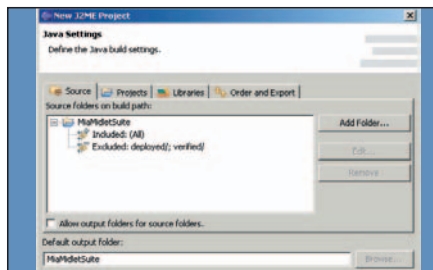 New J2ME Project
Java Settings
Define the Java build settings.
Source Projects Libraries Order and Export
Source folders on build path:
MiaMidletSuite
Included: (All)
Excluded: deployed/; verified/
Add Folder...
Edit...
Remove
Allow output folders for source folders.
Default output folder:
MiaMidletSuite
Browse...